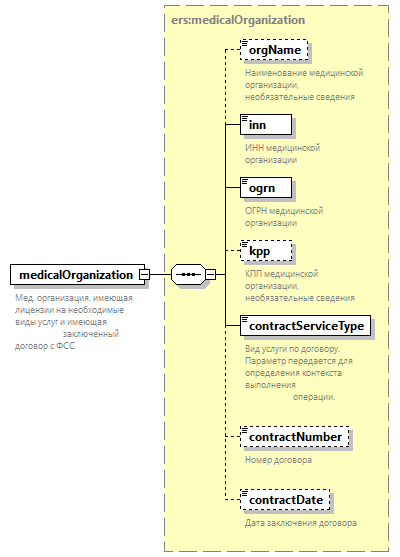 ers:medicalOrganization
orgName
Наименование медицинской
организации,
необязательные сведения
inn
ИНН медицинской
организации
ogrn
ОГРН медицинской
организации
kpp
КПП медицинской
организации,
необязательные сведения
medicalOrganization
Мед. организация, имеющая
лицензии на необходимые
виды услуг и имеющая
заключенный
договор с ФСС
contractServiceType
Вид услуги по договору.
Параметр передается для
определения контекста
выполнения
операции.
contractNumber
Номер договора
contractDate
Дата заключения договора